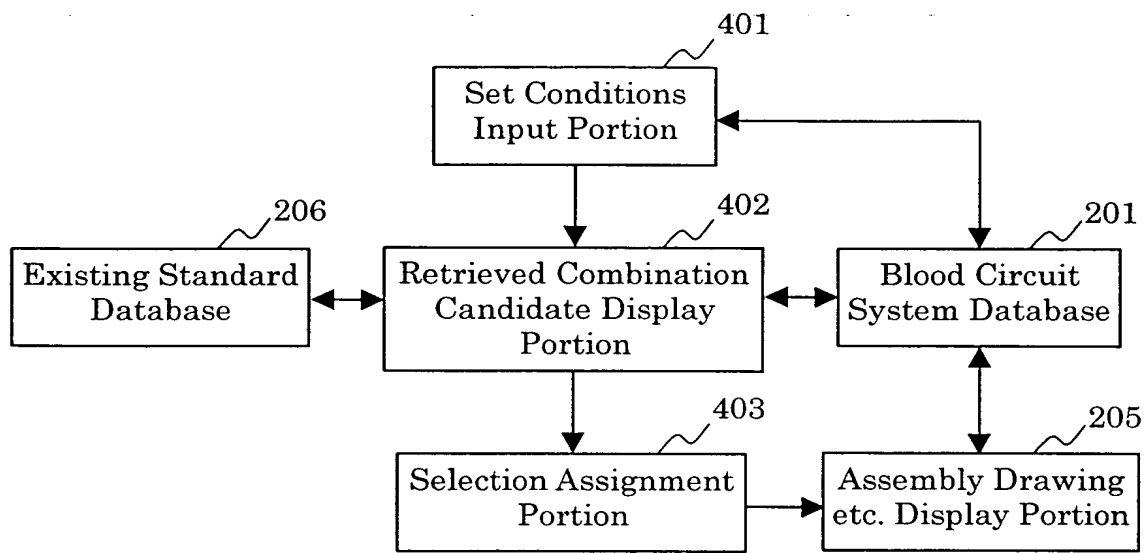 401
Set Conditions
Input Portion
206
402
201
Existing Standard
Database
Retrieved Combination
Candidate Display
Portion
Blood Circuit
System Database
403
205
Selection Assignment
Portion
Assembly Drawing
etc. Display Portion